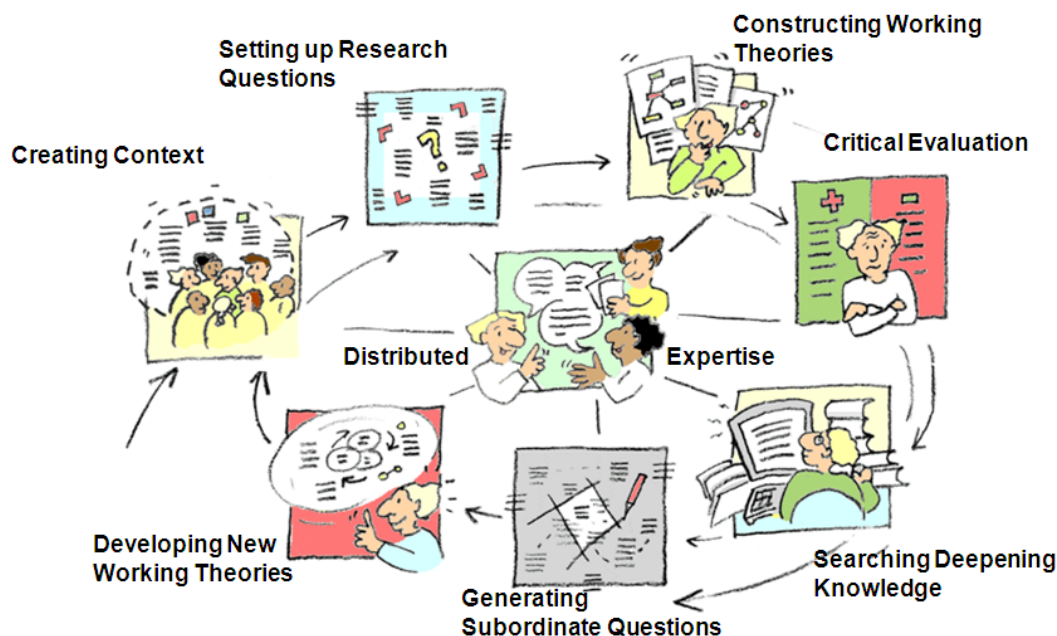 Setting up Research
Questions
Constructing Working
Theories
Creating Context
Critical Evaluation
Distributed
Expertise
Developing New
Working Theories
Generating
Subordinate Questions
Searching Deepening
Knowledge